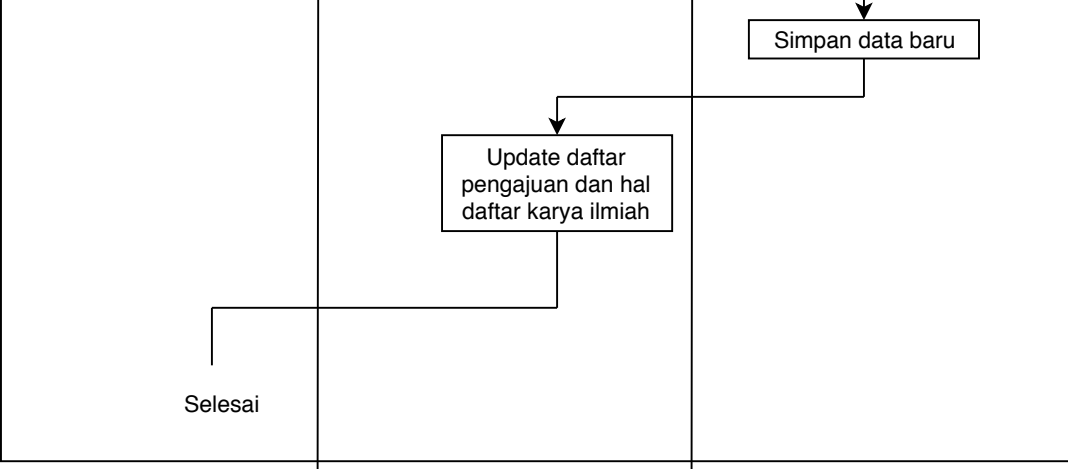 Simpan data baru
Update daftar
pengajuan dan hal
daftar karya ilmiah
Selesai